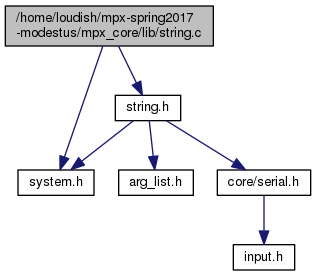 /home/loudish/mpx-spring2017
-modestus/mpx_core/lib/string.c
string.h
system.h
arg_list.h
core/serial.h
input.h